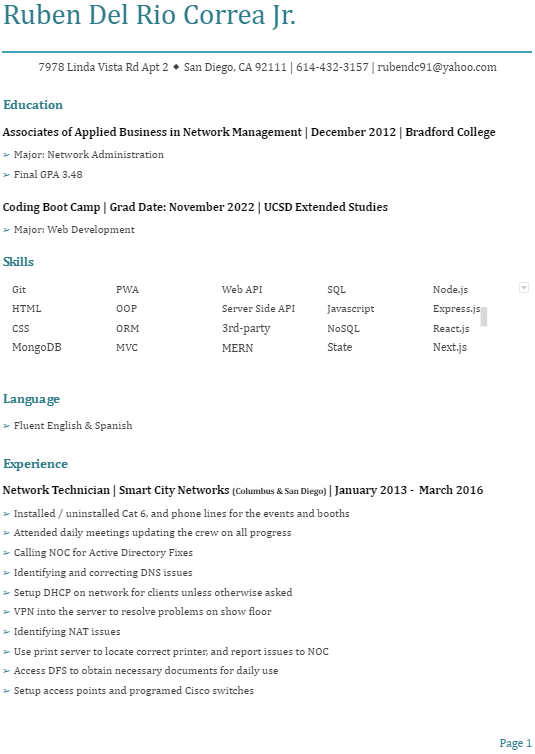 Ruben Del Rio Correa Jr.
7978 Linda Vista Rd Apt 2 ◆ San Diego, CA 92111 | 614-432-3157 | rubendc91@yahoo.com
Education
Associates of Applied Business in Network Management | December 2012 | Bradford College
➢ Major: Network Administration
➢ Final GPA 3.48
Coding Boot Camp | Grad Date: November 2022 | UCSD Extended Studies
➢ Major: Web Development
Skills
Git PWA Web API SQL Node.js
HTML OOP Server Side API Javascript Express.js
CSS ORM 3rd-party NoSQL React.js
MongoDB MVC MERN State Next.js
Language
➢ Fluent English & Spanish
Experience
Network Technician | Smart City Networks (Columbus & San Diego) | January 2013 - March 2016
➢ Installed / uninstalled Cat 6, and phone lines for the events and booths
➢ Attended daily meetings updating the crew on all progress
➢ Calling NOC for Active Directory Fixes
➢ Identifying and correcting DNS issues
➢ Setup DHCP on network for clients unless otherwise asked
➢ VPN into the server to resolve problems on show floor
➢ Identifying NAT issues
➢ Use print server to locate correct printer, and report issues to NOC
➢ Access DFS to obtain necessary documents for daily use
➢ Setup access points and programed Cisco switches
Page 1